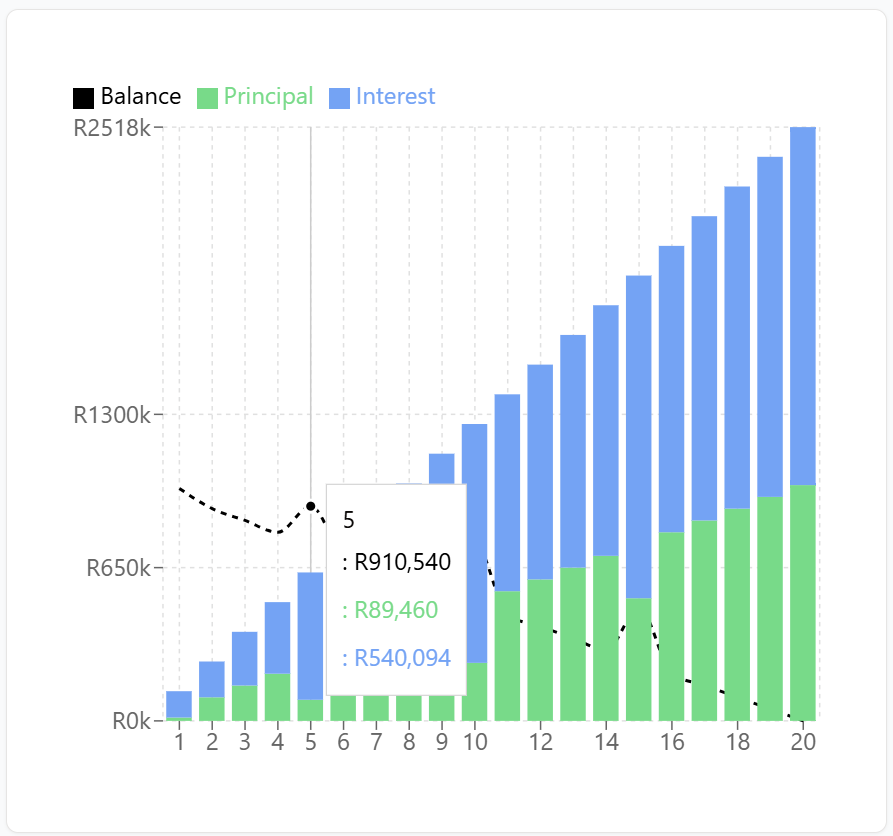 Balance Principal Interest
R2518k
R1300k
R650k
R0k
5
: R910,540
: R89,460
: R540,094
1 2 3 4 5 6 7 8 9 10 12 14 16 18 20